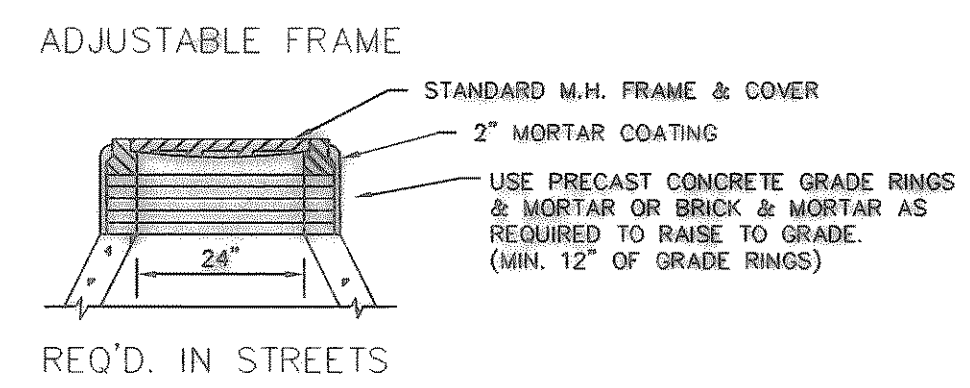 ADJUSTABLE FRAME
STANDARD M.H. FRAME & COVER
2" MORTAR COATING
USE PRECAST CONCRETE GRADE RINGS
& MORTAR OR BRICK & MORTAR AS
REQUIRED TO RAISE TO GRADE.
(MIN. 12" OF GRADE RINGS)
24"
REQ'D. IN STREETS